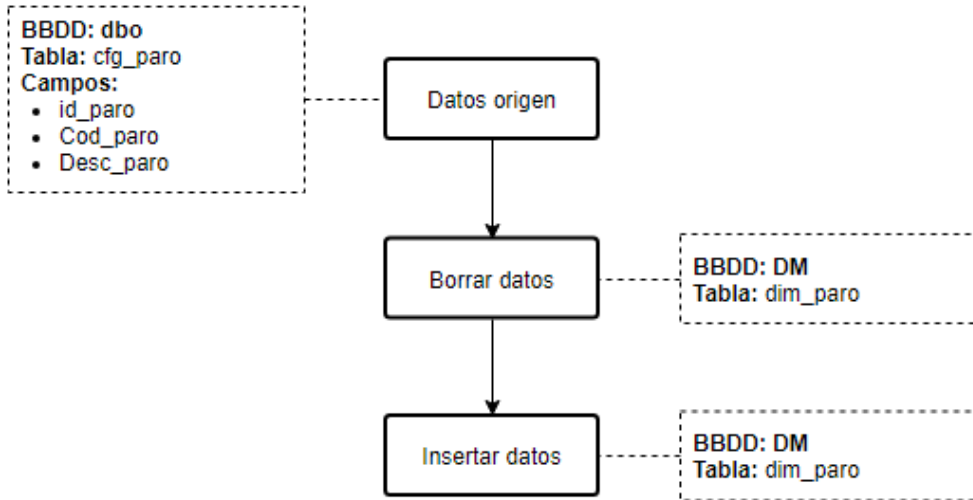 BBDD: dbo
Tabla: cfg_paro
Campos:
• id_paro
• Cod_paro
• Desc_paro
Datos origen
Borrar datos
BBDD: DM
Tabla: dim_paro
Insertar datos
BBDD: DM
Tabla: dim_paro